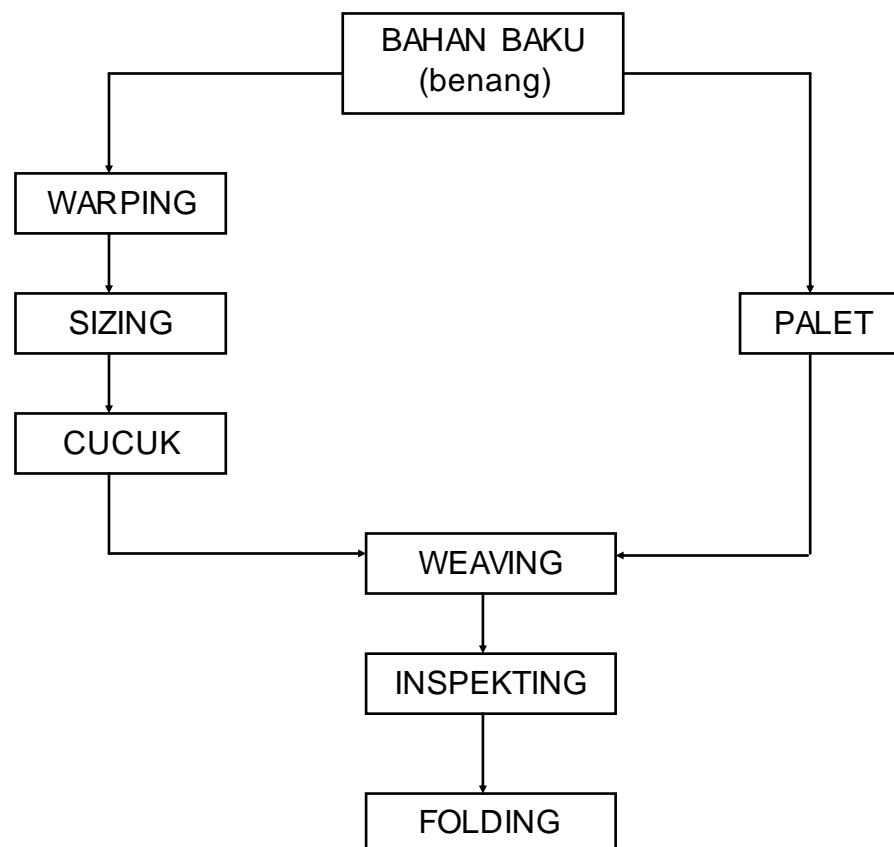 BAHAN BAKU
(benang)
WARPING
SIZING
PALET
CUCUK
WEAVING
INSPEKTING
FOLDING